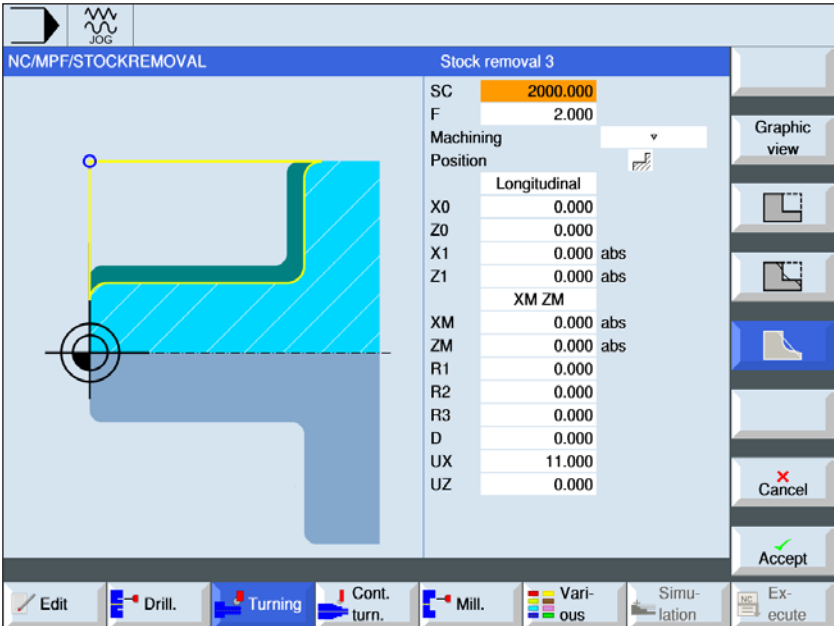 JOG
NC/MPF/STOCKREMOVAL
Stock removal 3
SC 2000.000
F 2.000
Machining ▿
Position
Longitudinal
X0 0.000
Z0 0.000
X1 0.000 abs
Z1 0.000 abs
XM ZM
XM 0.000 abs
ZM 0.000 abs
R1 0.000
R2 0.000
R3 0.000
D 0.000
UX 11.000
UZ 0.000
Graphic
view
Cancel
Accept
Edit
Drill.
Turning
Cont.
turn.
Mill.
Vari-
ous
Simu-
lation
NC
Ex-
ecute